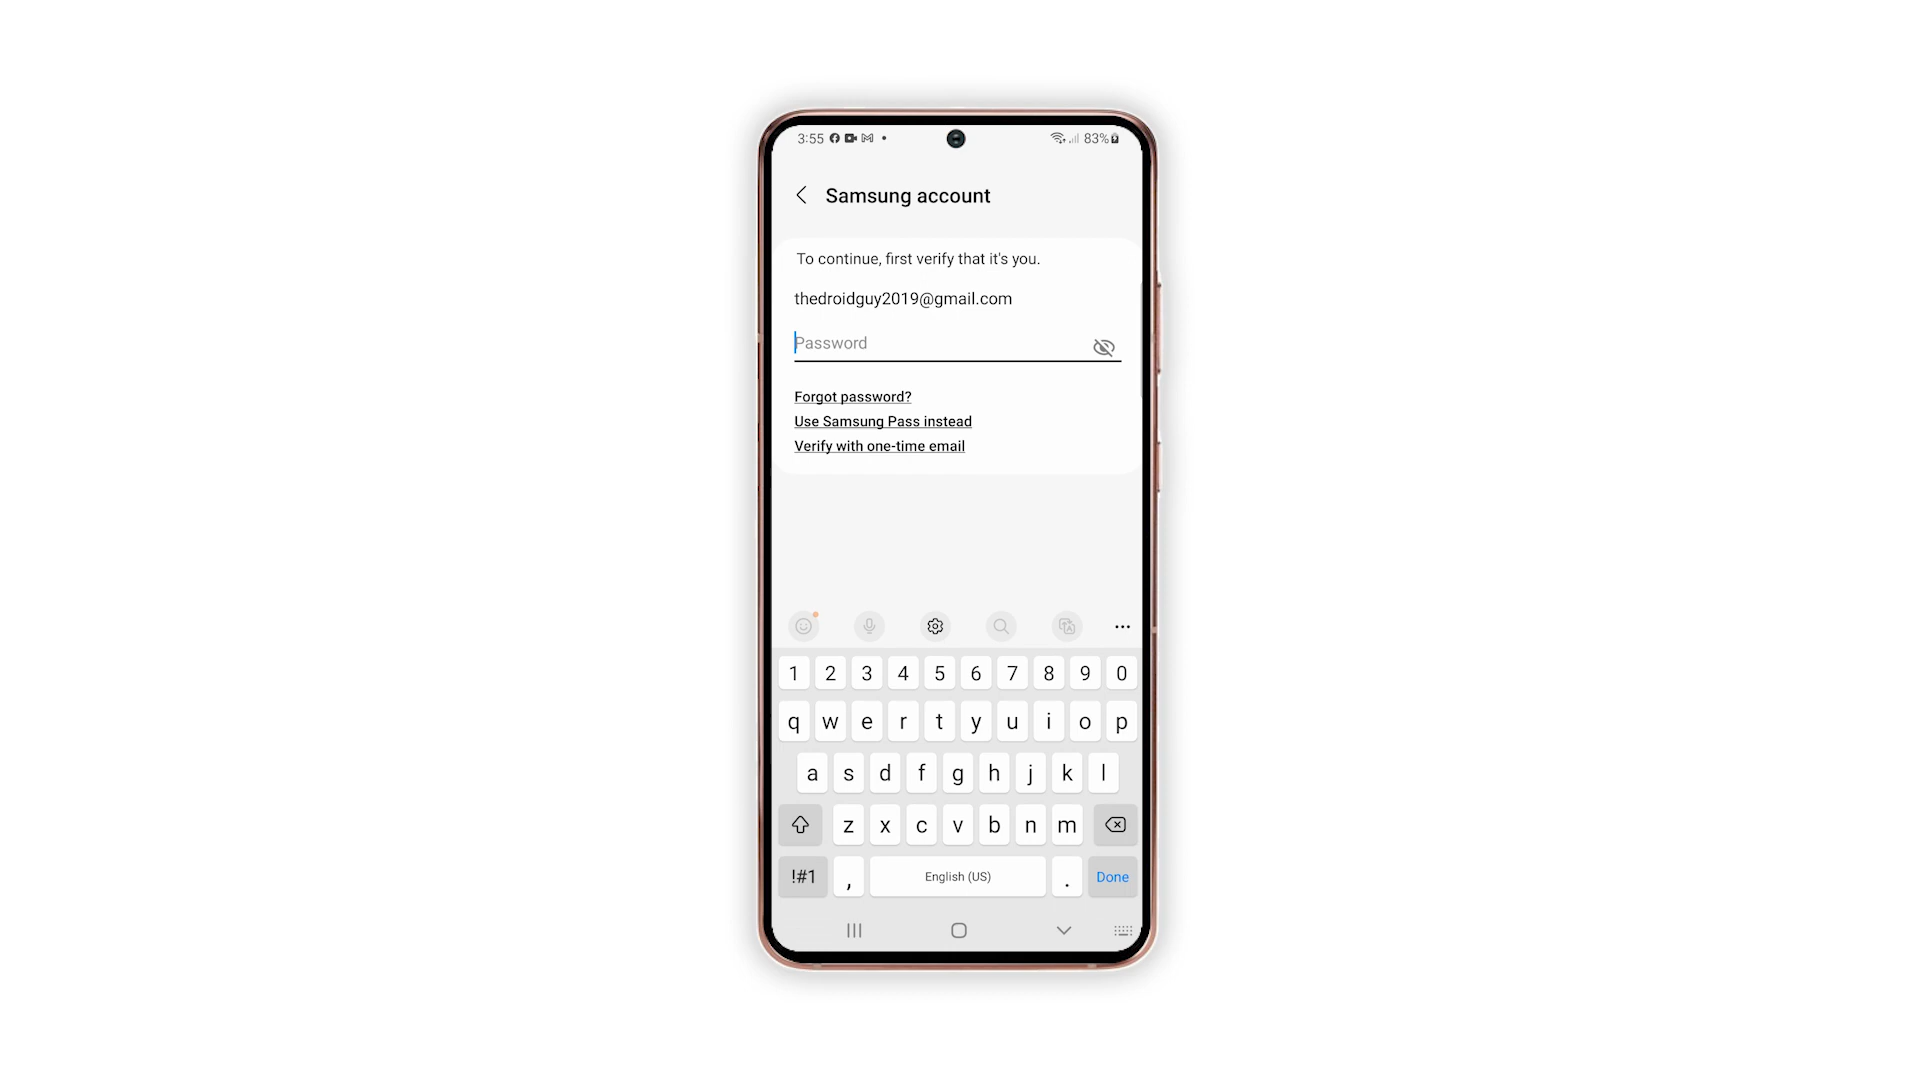 3:55 83%
Samsung account
To continue, first verify that it's you.
thedroidguy2019@gmail.com
Password
Forgot password?
Use Samsung Pass instead
Verify with one-time email
1 2 3 4 5 6 7 8 9 0
q w e r t y u i o p
a s d f g h j k l
z x c v b n m
!#1 , English (US) . Done